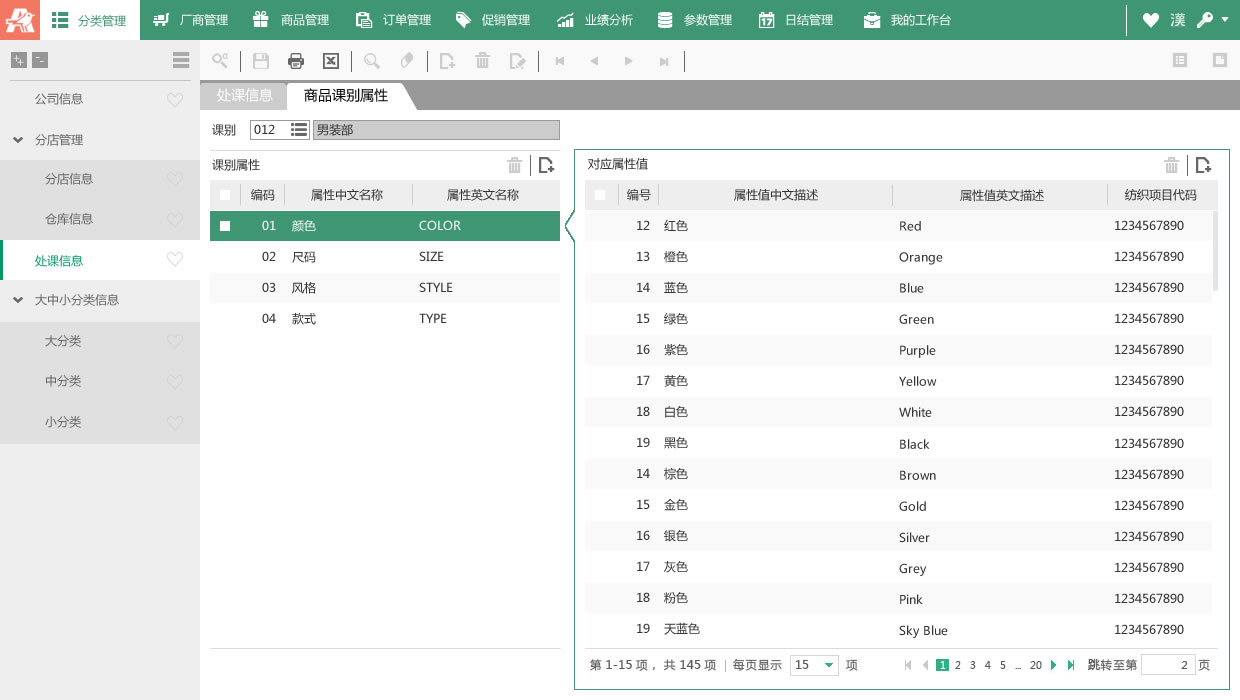 分类管理 厂商管理 商品管理 订单管理 促销管理 业绩分析 参数管理 17 日结管理 我的工作台 漢
公司信息
分店管理
分店信息
仓库信息
处课信息
大中小分类信息
大分类
中分类
小分类
处课信息 商品课别属性
课别 012 男装部
课别属性
编码 属性中文名称 属性英文名称
01 颜色 COLOR
02 尺码 SIZE
03 风格 STYLE
04 款式 TYPE
对应属性值
编号 属性值中文描述 属性值英文描述 纺织项目代码
12 红色 Red 1234567890
13 橙色 Orange 1234567890
14 蓝色 Blue 1234567890
15 绿色 Green 1234567890
16 紫色 Purple 1234567890
17 黄色 Yellow 1234567890
18 白色 White 1234567890
19 黑色 Black 1234567890
14 棕色 Brown 1234567890
15 金色 Gold 1234567890
16 银色 Silver 1234567890
17 灰色 Grey 1234567890
18 粉色 Pink 1234567890
19 天蓝色 Sky Blue 1234567890
第 1-15 项，共 145 项 | 每页显示 15 项 1 2 3 4 5 ... 20 跳转至第 2 页